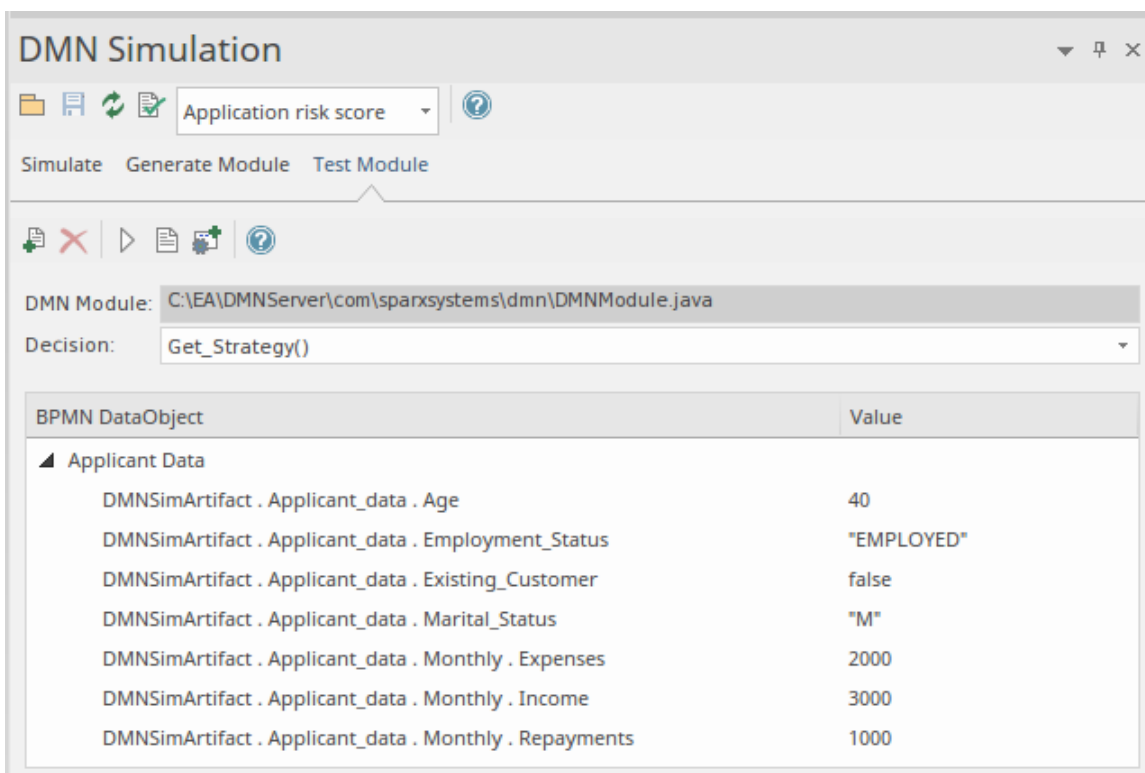 DMN Simulation
Application risk score
Simulate Generate Module Test Module
DMN Module: C:\EA\DMNServer\com\sparxsystems\dmn\DMNModule.java
Decision: Get_Strategy()
BPMN DataObject Value
Applicant Data
DMNSimArtifact . Applicant_data . Age 40
DMNSimArtifact . Applicant_data . Employment_Status "EMPLOYED"
DMNSimArtifact . Applicant_data . Existing_Customer false
DMNSimArtifact . Applicant_data . Marital_Status "M"
DMNSimArtifact . Applicant_data . Monthly . Expenses 2000
DMNSimArtifact . Applicant_data . Monthly . Income 3000
DMNSimArtifact . Applicant_data . Monthly . Repayments 1000